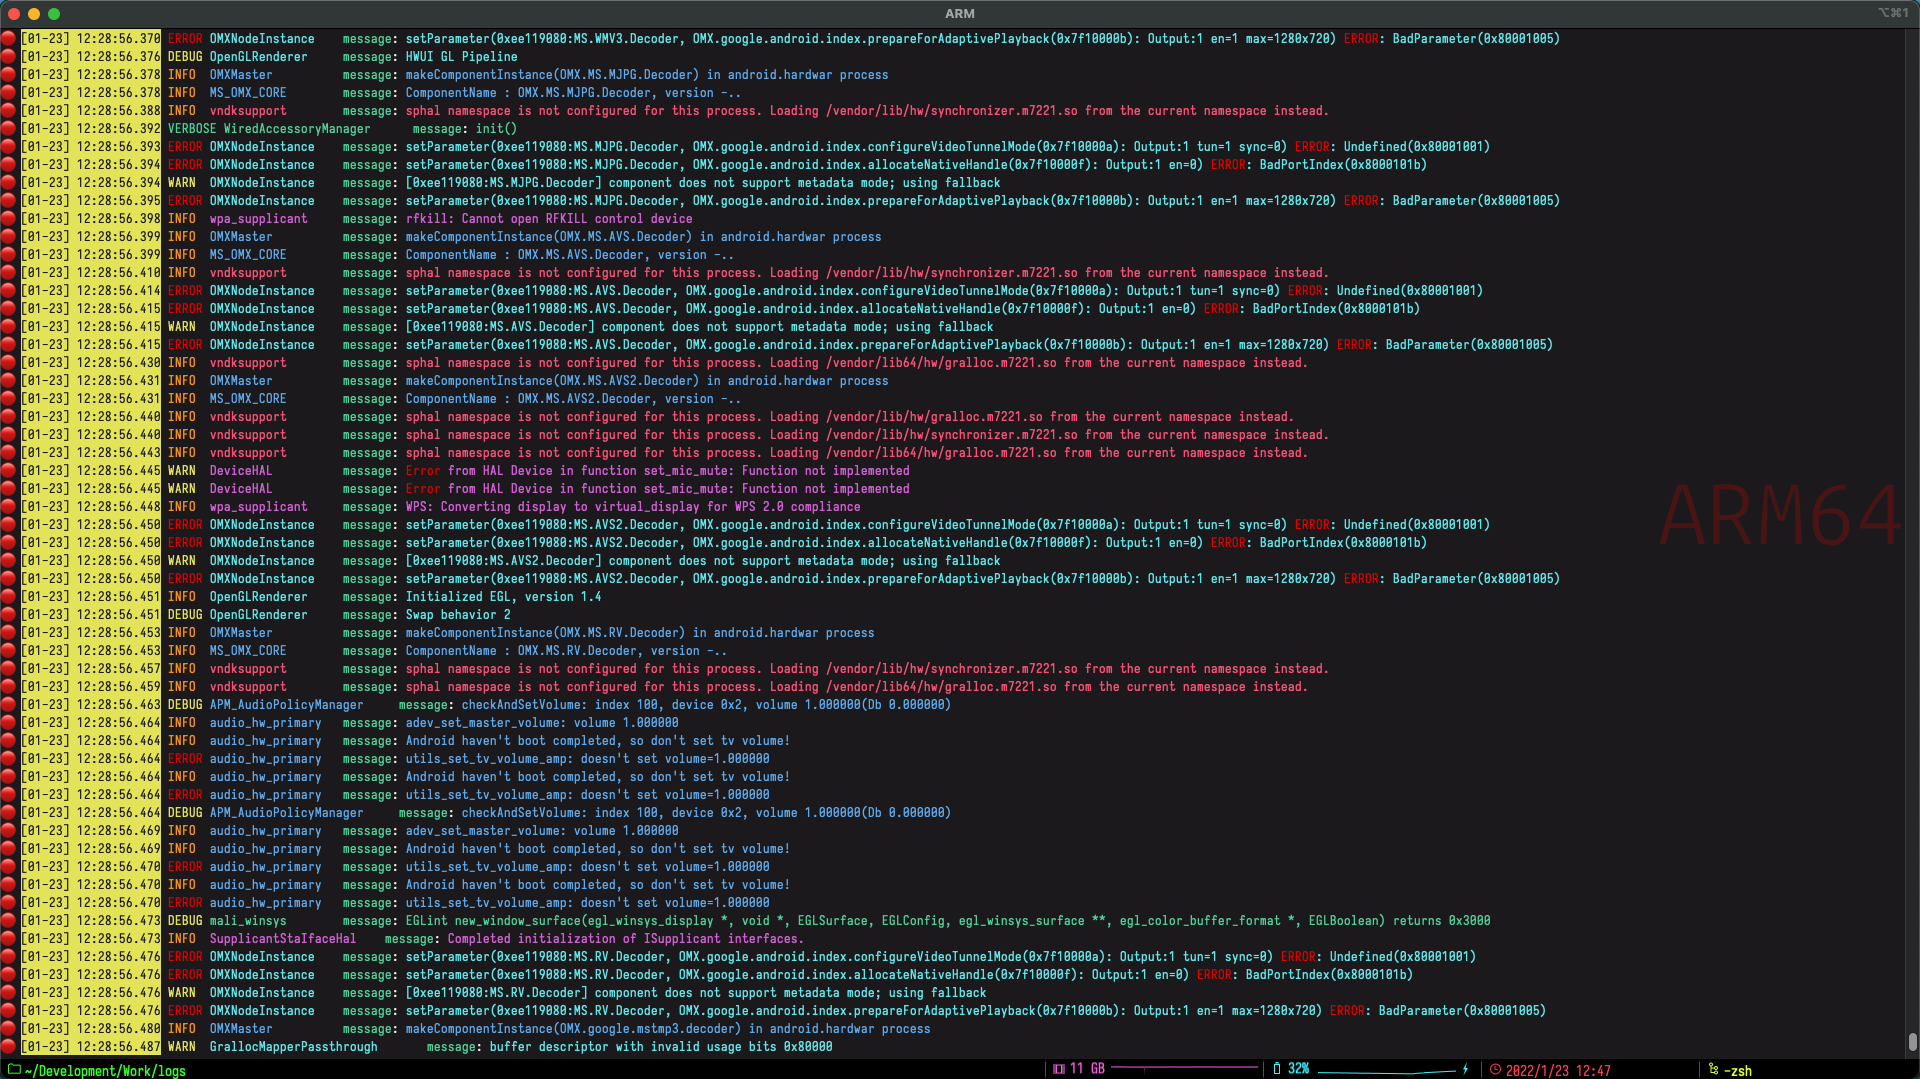 ARM
⌥⌘1
[01-23] 12:28:56.370 ERROR OMXNodeInstance message: setParameter(0xee119080:MS.WMV3.Decoder, OMX.google.android.index.prepareForAdaptivePlayback(0x7f10000b): Output:1 en=1 max=1280x720) ERROR: BadParameter(0x80001005)
[01-23] 12:28:56.376 DEBUG OpenGLRenderer message: HWUI GL Pipeline
[01-23] 12:28:56.378 INFO OMXMaster message: makeComponentInstance(OMX.MS.MJPG.Decoder) in android.hardwar process
[01-23] 12:28:56.378 INFO MS_OMX_CORE message: ComponentName : OMX.MS.MJPG.Decoder, version -..
[01-23] 12:28:56.388 INFO vndksupport message: sphal namespace is not configured for this process. Loading /vendor/lib/hw/synchronizer.m7221.so from the current namespace instead.
[01-23] 12:28:56.392 VERBOSE WiredAccessoryManager message: init()
[01-23] 12:28:56.393 ERROR OMXNodeInstance message: setParameter(0xee119080:MS.MJPG.Decoder, OMX.google.android.index.configureVideoTunnelMode(0x7f10000a): Output:1 tun=1 sync=0) ERROR: Undefined(0x80001001)
[01-23] 12:28:56.394 ERROR OMXNodeInstance message: setParameter(0xee119080:MS.MJPG.Decoder, OMX.google.android.index.allocateNativeHandle(0x7f10000f): Output:1 en=0) ERROR: BadPortIndex(0x8000101b)
[01-23] 12:28:56.394 WARN OMXNodeInstance message: [0xee119080:MS.MJPG.Decoder] component does not support metadata mode; using fallback
[01-23] 12:28:56.395 ERROR OMXNodeInstance message: setParameter(0xee119080:MS.MJPG.Decoder, OMX.google.android.index.prepareForAdaptivePlayback(0x7f10000b): Output:1 en=1 max=1280x720) ERROR: BadParameter(0x80001005)
[01-23] 12:28:56.398 INFO wpa_supplicant message: rfkill: Cannot open RFKILL control device
[01-23] 12:28:56.399 INFO OMXMaster message: makeComponentInstance(OMX.MS.AVS.Decoder) in android.hardwar process
[01-23] 12:28:56.399 INFO MS_OMX_CORE message: ComponentName : OMX.MS.AVS.Decoder, version -..
[01-23] 12:28:56.410 INFO vndksupport message: sphal namespace is not configured for this process. Loading /vendor/lib/hw/synchronizer.m7221.so from the current namespace instead.
[01-23] 12:28:56.414 ERROR OMXNodeInstance message: setParameter(0xee119080:MS.AVS.Decoder, OMX.google.android.index.configureVideoTunnelMode(0x7f10000a): Output:1 tun=1 sync=0) ERROR: Undefined(0x80001001)
[01-23] 12:28:56.415 ERROR OMXNodeInstance message: setParameter(0xee119080:MS.AVS.Decoder, OMX.google.android.index.allocateNativeHandle(0x7f10000f): Output:1 en=0) ERROR: BadPortIndex(0x8000101b)
[01-23] 12:28:56.415 WARN OMXNodeInstance message: [0xee119080:MS.AVS.Decoder] component does not support metadata mode; using fallback
[01-23] 12:28:56.415 ERROR OMXNodeInstance message: setParameter(0xee119080:MS.AVS.Decoder, OMX.google.android.index.prepareForAdaptivePlayback(0x7f10000b): Output:1 en=1 max=1280x720) ERROR: BadParameter(0x80001005)
[01-23] 12:28:56.430 INFO vndksupport message: sphal namespace is not configured for this process. Loading /vendor/lib64/hw/gralloc.m7221.so from the current namespace instead.
[01-23] 12:28:56.431 INFO OMXMaster message: makeComponentInstance(OMX.MS.AVS2.Decoder) in android.hardwar process
[01-23] 12:28:56.431 INFO MS_OMX_CORE message: ComponentName : OMX.MS.AVS2.Decoder, version -..
[01-23] 12:28:56.440 INFO vndksupport message: sphal namespace is not configured for this process. Loading /vendor/lib/hw/gralloc.m7221.so from the current namespace instead.
[01-23] 12:28:56.440 INFO vndksupport message: sphal namespace is not configured for this process. Loading /vendor/lib/hw/synchronizer.m7221.so from the current namespace instead.
[01-23] 12:28:56.443 INFO vndksupport message: sphal namespace is not configured for this process. Loading /vendor/lib64/hw/gralloc.m7221.so from the current namespace instead.
[01-23] 12:28:56.445 WARN DeviceHAL message: Error from HAL Device in function set_mic_mute: Function not implemented
[01-23] 12:28:56.445 WARN DeviceHAL message: Error from HAL Device in function set_mic_mute: Function not implemented
[01-23] 12:28:56.448 INFO wpa_supplicant message: WPS: Converting display to virtual_display for WPS 2.0 compliance
[01-23] 12:28:56.450 ERROR OMXNodeInstance message: setParameter(0xee119080:MS.AVS2.Decoder, OMX.google.android.index.configureVideoTunnelMode(0x7f10000a): Output:1 tun=1 sync=0) ERROR: Undefined(0x80001001)
ARM64
[01-23] 12:28:56.450 ERROR OMXNodeInstance message: setParameter(0xee119080:MS.AVS2.Decoder, OMX.google.android.index.allocateNativeHandle(0x7f10000f): Output:1 en=0) ERROR: BadPortIndex(0x8000101b)
[01-23] 12:28:56.450 WARN OMXNodeInstance message: [0xee119080:MS.AVS2.Decoder] component does not support metadata mode; using fallback
[01-23] 12:28:56.450 ERROR OMXNodeInstance message: setParameter(0xee119080:MS.AVS2.Decoder, OMX.google.android.index.prepareForAdaptivePlayback(0x7f10000b): Output:1 en=1 max=1280x720) ERROR: BadParameter(0x80001005)
[01-23] 12:28:56.451 INFO OpenGLRenderer message: Initialized EGL, version 1.4
[01-23] 12:28:56.451 DEBUG OpenGLRenderer message: Swap behavior 2
[01-23] 12:28:56.453 INFO OMXMaster message: makeComponentInstance(OMX.MS.RV.Decoder) in android.hardwar process
[01-23] 12:28:56.453 INFO MS_OMX_CORE message: ComponentName : OMX.MS.RV.Decoder, version -..
[01-23] 12:28:56.457 INFO vndksupport message: sphal namespace is not configured for this process. Loading /vendor/lib/hw/synchronizer.m7221.so from the current namespace instead.
[01-23] 12:28:56.459 INFO vndksupport message: sphal namespace is not configured for this process. Loading /vendor/lib64/hw/gralloc.m7221.so from the current namespace instead.
[01-23] 12:28:56.463 DEBUG APM_AudioPolicyManager message: checkAndSetVolume: index 100, device 0x2, volume 1.000000(Db 0.000000)
[01-23] 12:28:56.464 INFO audio_hw_primary message: adev_set_master_volume: volume 1.000000
[01-23] 12:28:56.464 INFO audio_hw_primary message: Android haven't boot completed, so don't set tv volume!
[01-23] 12:28:56.464 ERROR audio_hw_primary message: utils_set_tv_volume_amp: doesn't set volume=1.000000
[01-23] 12:28:56.464 INFO audio_hw_primary message: Android haven't boot completed, so don't set tv volume!
[01-23] 12:28:56.464 ERROR audio_hw_primary message: utils_set_tv_volume_amp: doesn't set volume=1.000000
[01-23] 12:28:56.464 DEBUG APM_AudioPolicyManager message: checkAndSetVolume: index 100, device 0x2, volume 1.000000(Db 0.000000)
[01-23] 12:28:56.469 INFO audio_hw_primary message: adev_set_master_volume: volume 1.000000
[01-23] 12:28:56.469 INFO audio_hw_primary message: Android haven't boot completed, so don't set tv volume!
[01-23] 12:28:56.470 ERROR audio_hw_primary message: utils_set_tv_volume_amp: doesn't set volume=1.000000
[01-23] 12:28:56.470 INFO audio_hw_primary message: Android haven't boot completed, so don't set tv volume!
[01-23] 12:28:56.470 ERROR audio_hw_primary message: utils_set_tv_volume_amp: doesn't set volume=1.000000
[01-23] 12:28:56.473 DEBUG mali_winsys message: EGLint new_window_surface(egl_winsys_display *, void *, EGLSurface, EGLConfig, egl_winsys_surface **, egl_color_buffer_format *, EGLBoolean) returns 0x3000
[01-23] 12:28:56.473 INFO SupplicantStaIfaceHal message: Completed initialization of ISupplicant interfaces.
[01-23] 12:28:56.476 ERROR OMXNodeInstance message: setParameter(0xee119080:MS.RV.Decoder, OMX.google.android.index.configureVideoTunnelMode(0x7f10000a): Output:1 tun=1 sync=0) ERROR: Undefined(0x80001001)
[01-23] 12:28:56.476 ERROR OMXNodeInstance message: setParameter(0xee119080:MS.RV.Decoder, OMX.google.android.index.allocateNativeHandle(0x7f10000f): Output:1 en=0) ERROR: BadPortIndex(0x8000101b)
[01-23] 12:28:56.476 WARN OMXNodeInstance message: [0xee119080:MS.RV.Decoder] component does not support metadata mode; using fallback
[01-23] 12:28:56.476 ERROR OMXNodeInstance message: setParameter(0xee119080:MS.RV.Decoder, OMX.google.android.index.prepareForAdaptivePlayback(0x7f10000b): Output:1 en=1 max=1280x720) ERROR: BadParameter(0x80001005)
[01-23] 12:28:56.480 INFO OMXMaster message: makeComponentInstance(OMX.google.mstmp3.decoder) in android.hardwar process
[01-23] 12:28:56.487 WARN GrallocMapperPassthrough message: buffer descriptor with invalid usage bits 0x80000
~/Development/Work/logs 11 GB 32% 2022/1/23 12:47 -zsh